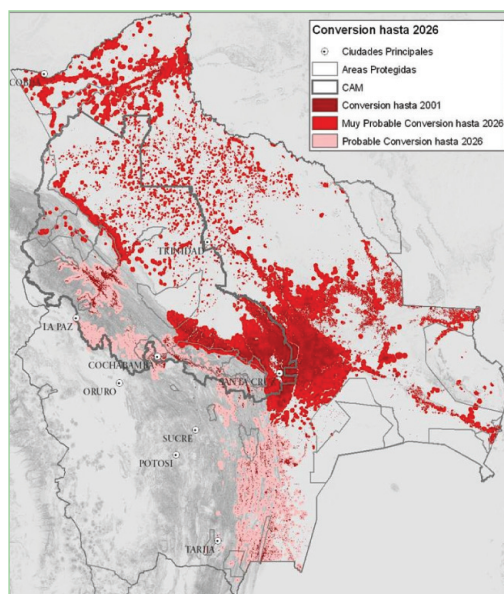 Conversion hasta 2026
Ciudades Principales
Areas Protegidas
CAM
Conversion hasta 2001
Muy Probable Conversion hasta 2026
Probable Conversion hasta 2026
COBIJA
TRINIDAD
LA PAZ
COCHABAMBA
ORURO
SANTA CRUZ
SUCRE
POTOSI
TARIJA